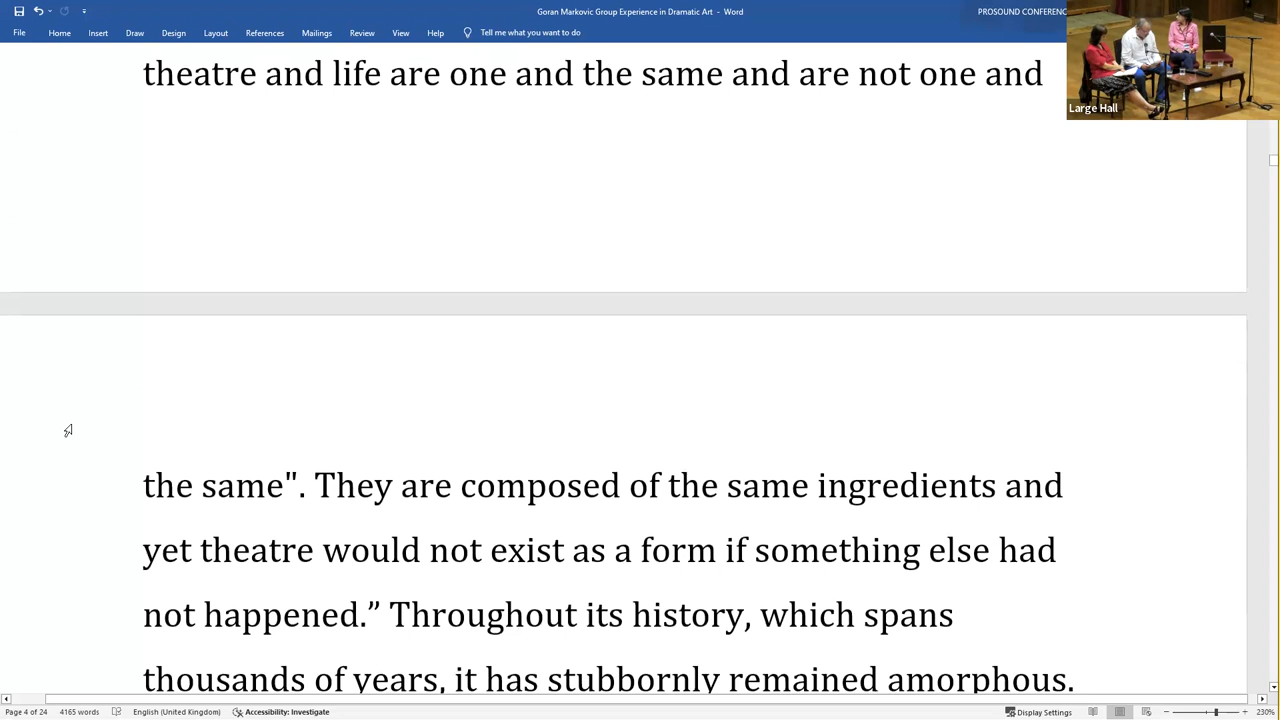 Goran Markovic Group Experience in Dramatic Art - Word
PROSOUND CONFERENC
File Home Insert Draw Design Layout References Mailings Review View Help Tell me what you want to do
Large Hall
theatre and life are one and the same and are not one and
the same". They are composed of the same ingredients and
yet theatre would not exist as a form if something else had
not happened.” Throughout its history, which spans
thousands of years, it has stubbornly remained amorphous.
Page 4 of 24 4165 words English (United Kingdom) Accessibility: Investigate Display Settings 230%